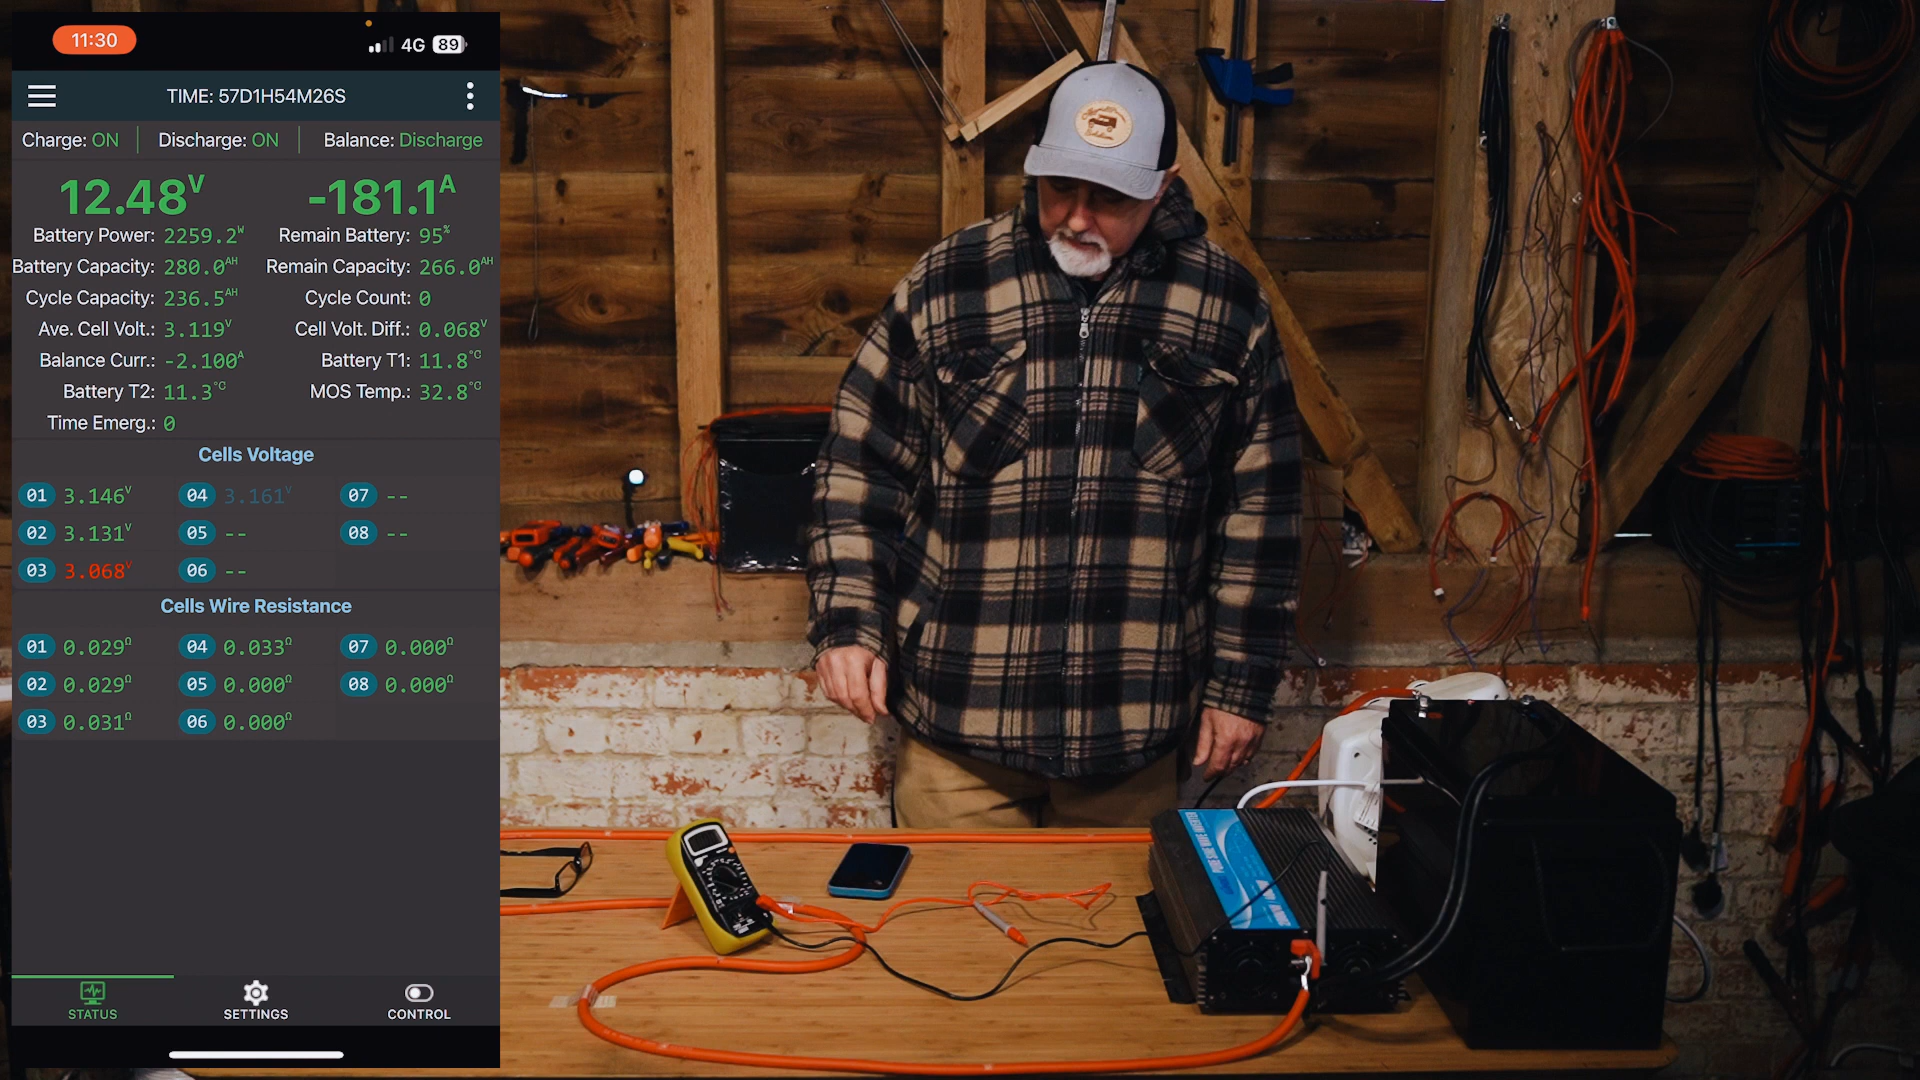 11:30
4G 89
TIME: 57D1H54M26S
Charge: ON Discharge: ON Balance: Discharge
12.48V -181.1A
Battery Power: 2259.2W Remain Battery: 95%
Battery Capacity: 280.0AH Remain Capacity: 266.0AH
Cycle Capacity: 236.5AH Cycle Count: 0
Ave. Cell Volt.: 3.119V Cell Volt. Diff.: 0.068V
Balance Curr.: -2.100A Battery T1: 11.8°C
Battery T2: 11.3°C MOS Temp.: 32.8°C
Time Emerg.: 0
Cells Voltage
01 3.146V 04 3.161V 07 --
02 3.131V 05 -- 08 --
03 3.068V 06 --
Cells Wire Resistance
01 0.029Ω 04 0.033Ω 07 0.000Ω
02 0.029Ω 05 0.000Ω 08 0.000Ω
03 0.031Ω 06 0.000Ω
STATUS SETTINGS CONTROL
PURE SINE WAVE INVERTER